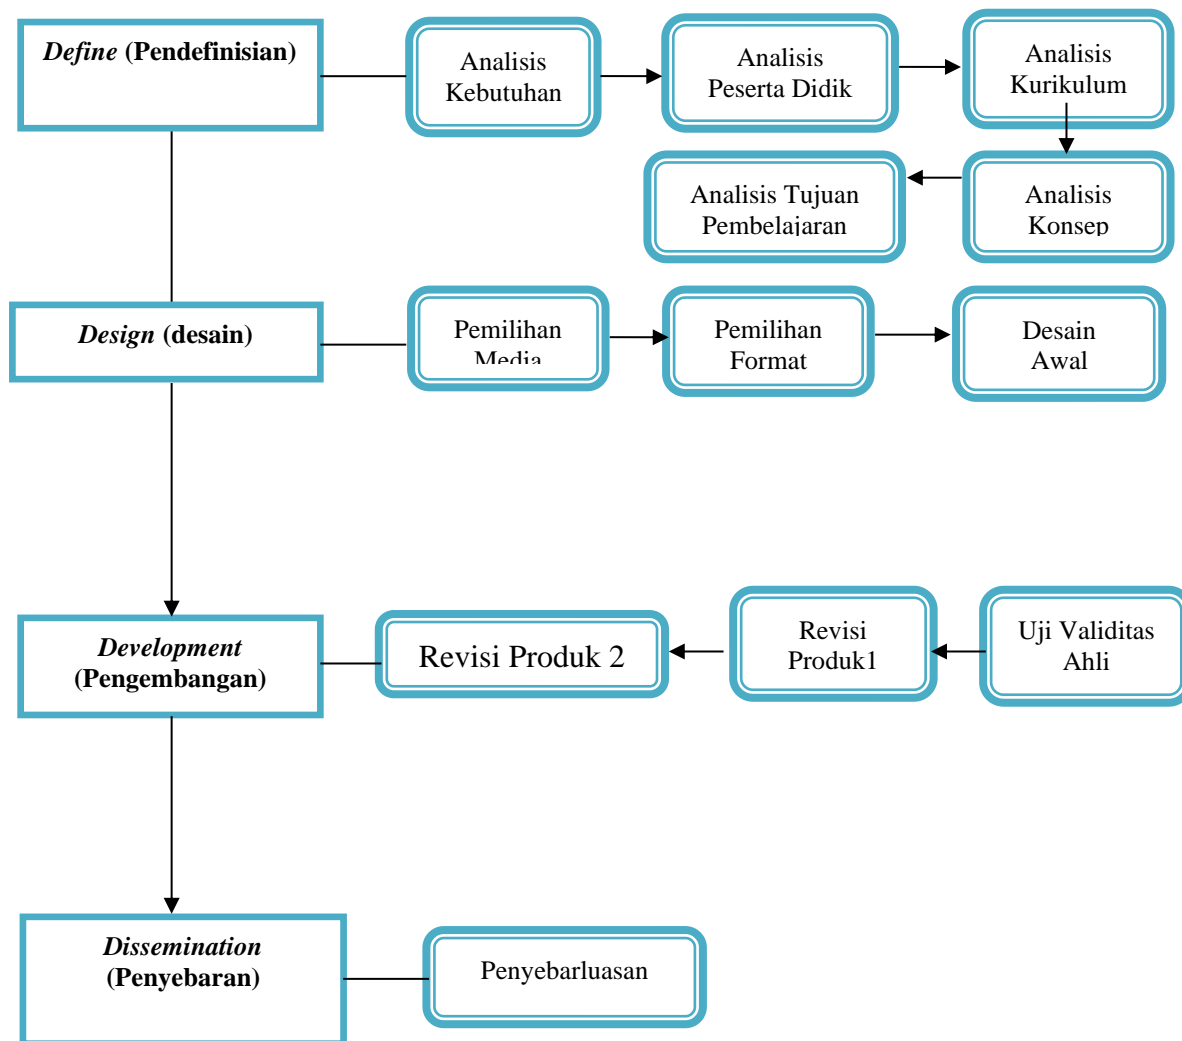 Define (Pendefinisian)
Analisis
Kebutuhan
Analisis
Peserta Didik
Analisis
Kurikulum
Analisis Tujuan
Pembelajaran
Analisis
Konsep
Design (desain)
Pemilihan
Media
Pemilihan
Format
Desain
Awal
Development
(Pengembangan)
Revisi Produk 2
Revisi
Produk1
Uji Validitas
Ahli
Dissemination
(Penyebaran)
Penyebarluasan